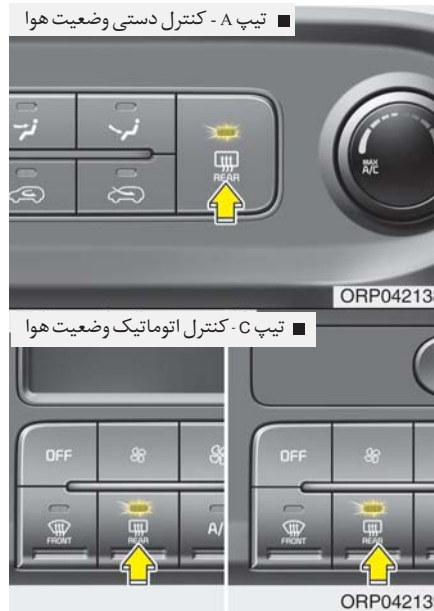 ■ تیپ A - کنترل دستی وضعیت هوا
REAR
MAX
A/C
ORP04213
■ تیپ C - کنترل اتوماتیک وضعیت هوا
OFF
OFF
FRONT
REAR
A/
FRONT
REAR
ORP04213